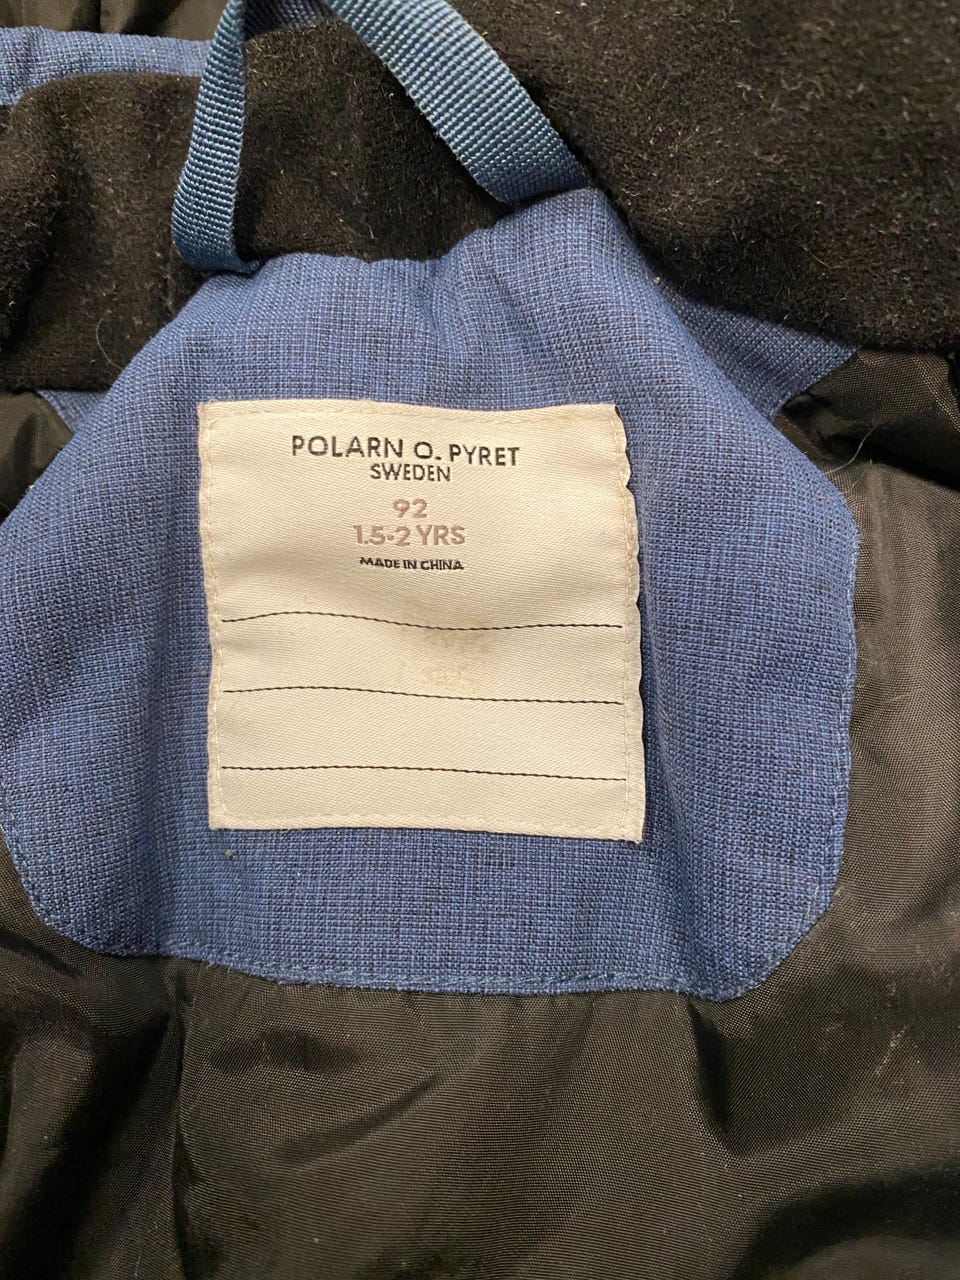 POLARN O. PYRET
SWEDEN
92
1.5-2 YRS
MADE IN CHINA